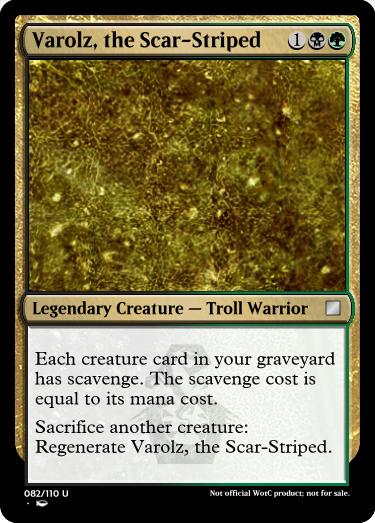 Varolz, the Scar-Striped 1
Legendary Creature — Troll Warrior
Each creature card in your graveyard
has scavenge. The scavenge cost is
equal to its mana cost.
Sacrifice another creature:
Regenerate Varolz, the Scar-Striped.
082/110 U
Not official WotC product; not for sale.